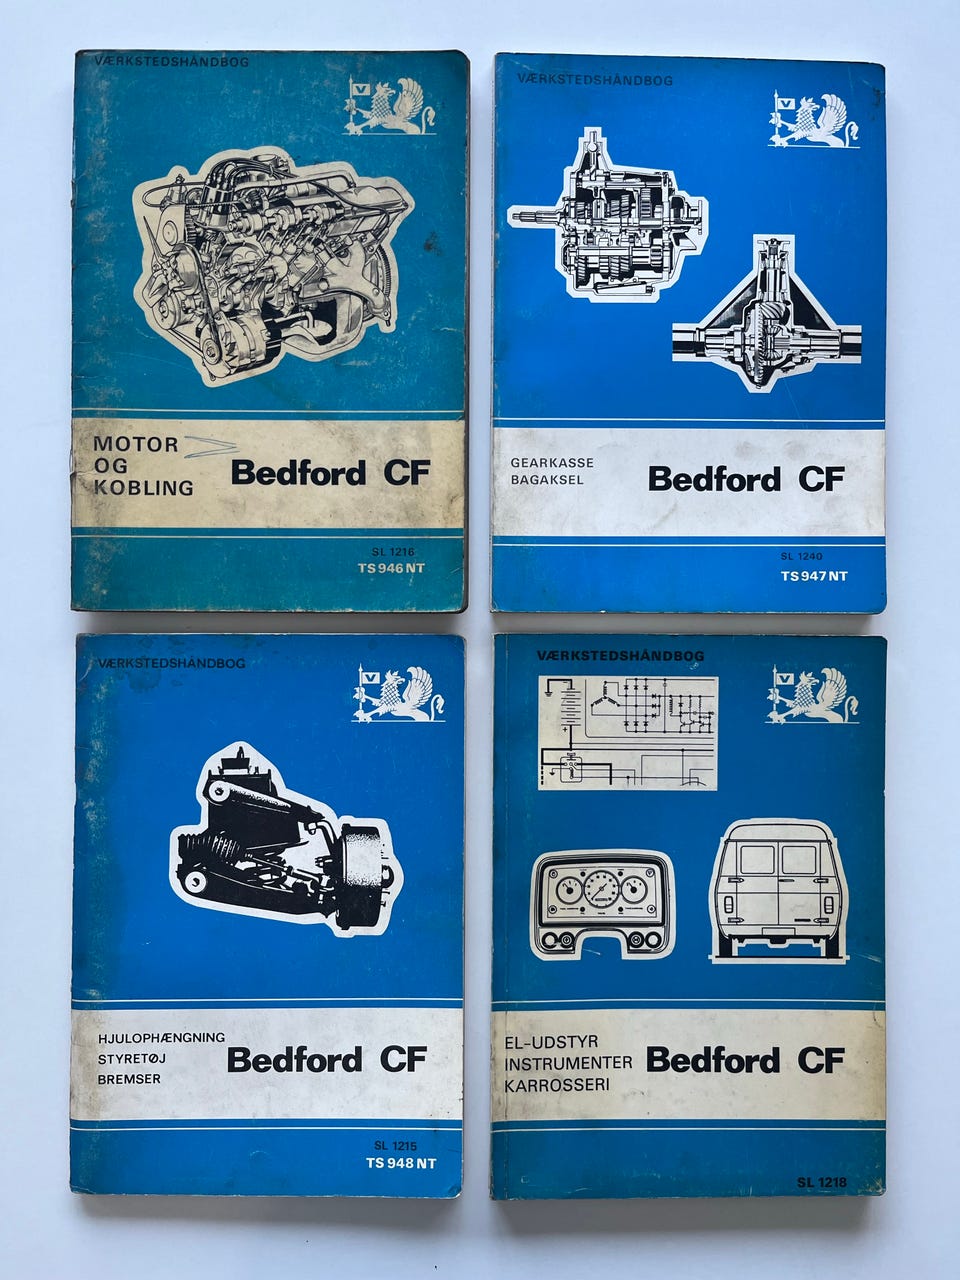 VÆRKSTEDSHÅNDBOG
V
MOTOR
OG
KOBLING
Bedford CF
SL 1216
TS 946 NT
VÆRKSTEDSHÅNDBOG
V
GEARKASSE
BAGAKSEL
Bedford CF
SL 1240
TS 947 NT
VÆRKSTEDSHÅNDBOG
V
HJULOPHÆNGNING
STYRETØJ
BREMSER
Bedford CF
SL 1215
TS 948 NT
VÆRKSTEDSHÅNDBOG
V
EL-UDSTYR
INSTRUMENTER
KARROSSERI
Bedford CF
SL 1218